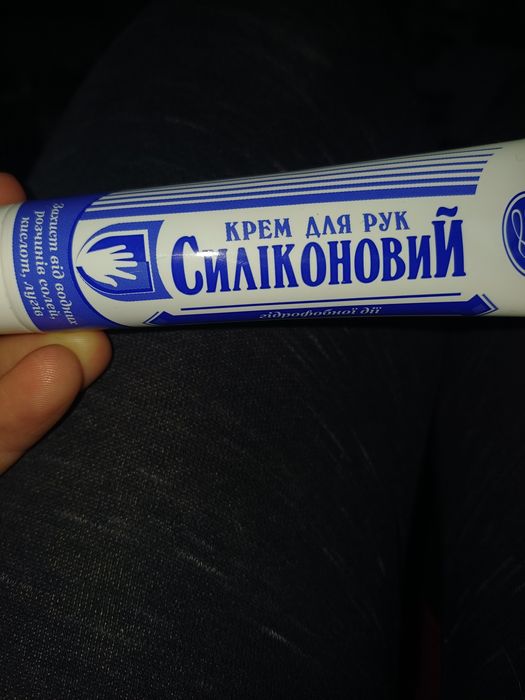 Захист від водних
розчинів солей,
кислот, лугів
КРЕМ ДЛЯ РУК
СИЛІКОНОВИЙ
гідрофобної дії